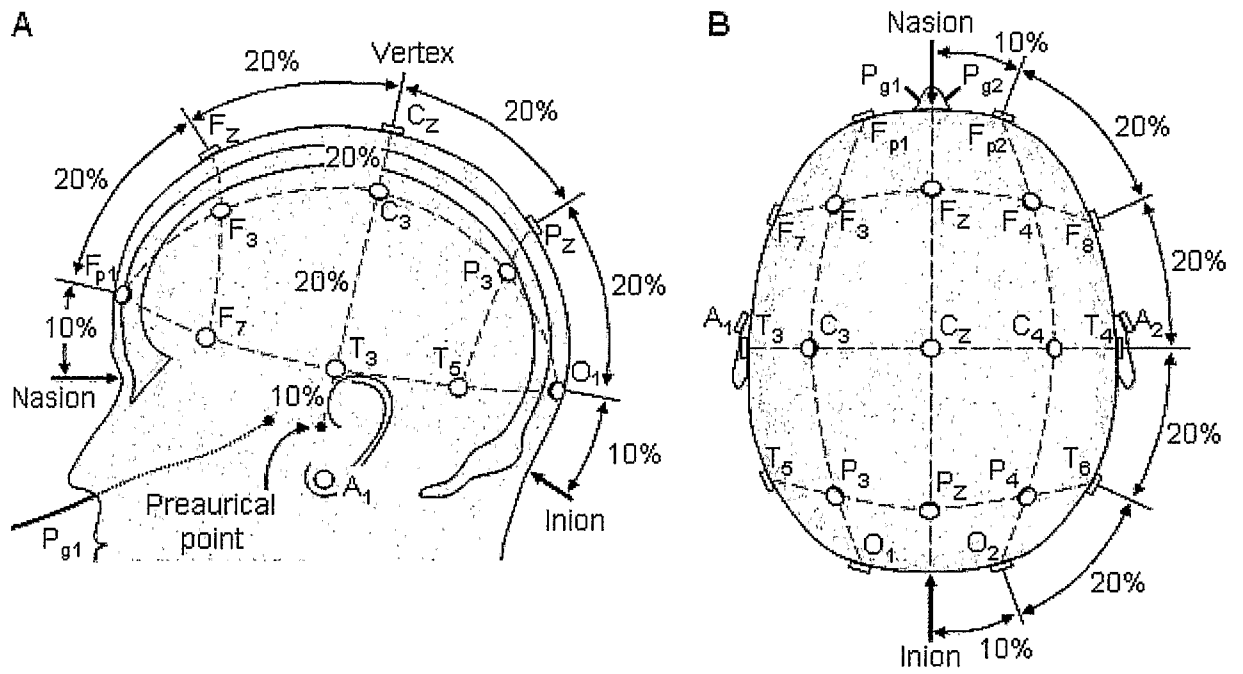 A
Vertex
20%
20%
Cz
Fz
20%
20%
C3
F3
Pz
Fp1
P3
20%
20%
F7
10%
T3
T5
O1
Nasion
10%
10%
A1
Preaurical
point
Inion
Pg1
B
Nasion
10%
Pg1
Pg2
Fp1
Fp2
20%
F7
F3
Fz
F4
F8
20%
A1
T3
C3
Cz
C4
T4
A2
20%
T5
P3
Pz
P4
T6
O1
O2
20%
10%
Inion